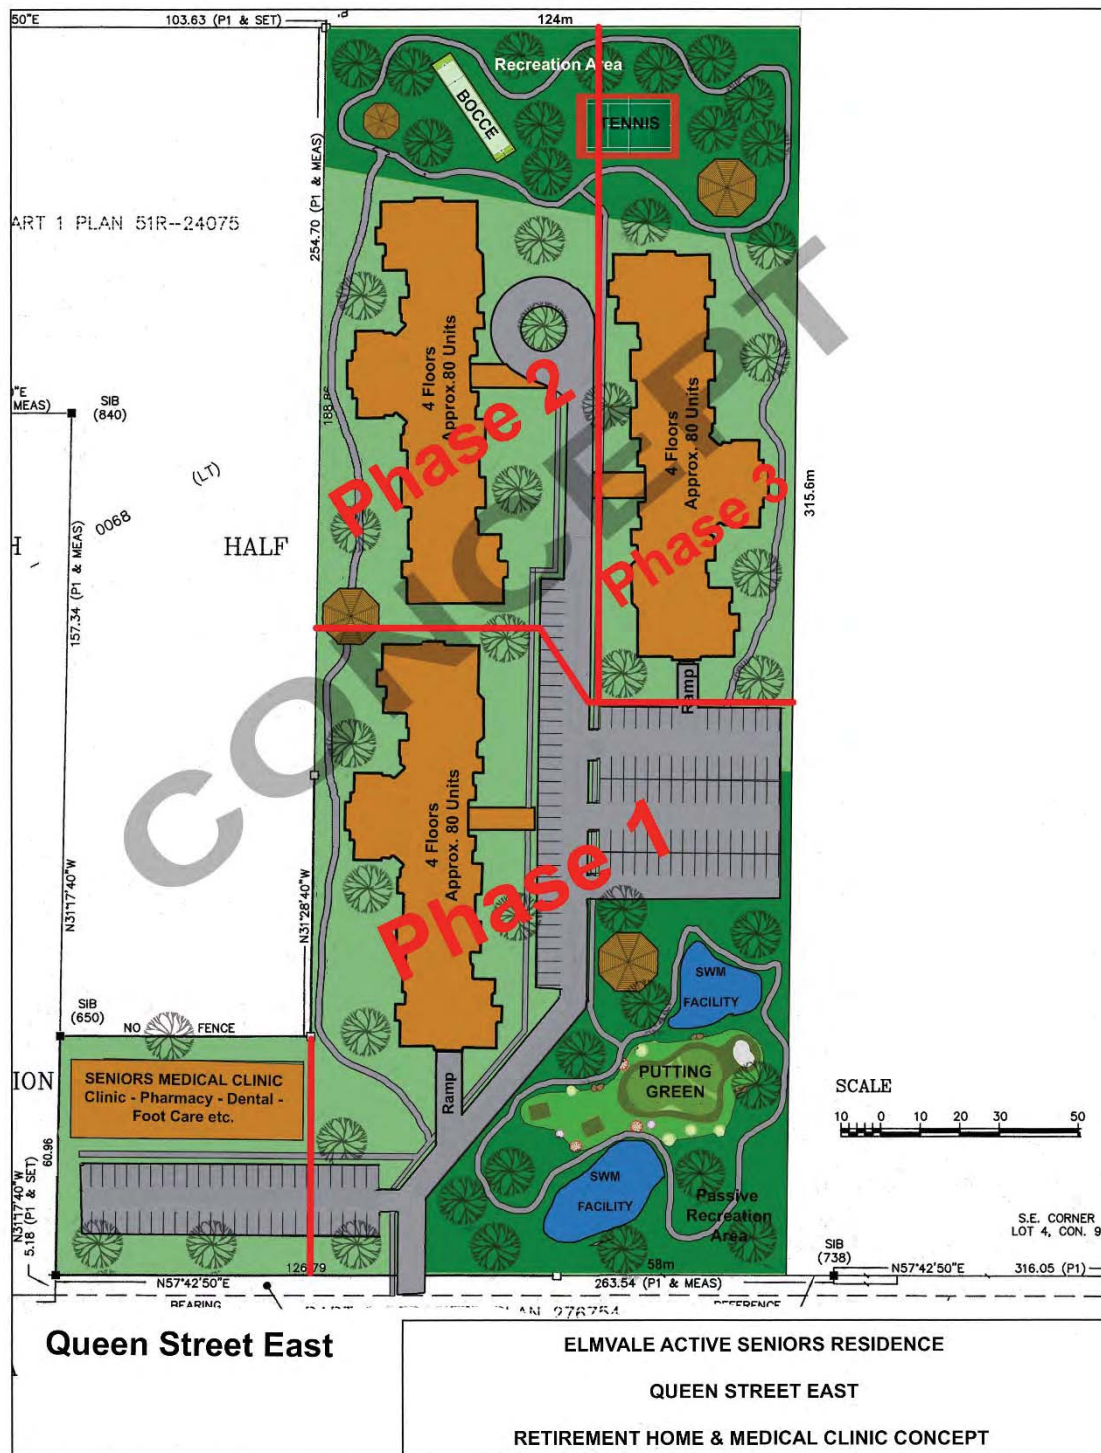 50"E
103.63 (P1 & SET)
124m
Recreation Area
BOCCE
TENNIS
254.70 (P1 & MEAS)
ART 1 PLAN 51R--24075
4 Floors
Approx.80 Units
Phase 2
4 Floors
Approx. 80 Units
Phase 3
"E
MEAS)
SIB
(840)
188.86
(LT)
0068
HALF
157.34 (P1 & MEAS)
315.6m
CONCEPT
Ramp
4 Floors
Approx. 80 Units
Phase 1
N31°17'40"W
N31°28'40"W
SIB
(650)
NO FENCE
SWM
FACILITY
ION
SENIORS MEDICAL CLINIC
Clinic - Pharmacy - Dental -
Foot Care etc.
Ramp
PUTTING
GREEN
SCALE
10 0 10 20 30 50
60.96
N31°17'40"W
5.18 (P1 & SET)
SWM
FACILITY
Passive
Recreation
Area
S.E. CORNER
LOT 4, CON. 9
SIB
(738)
58m
N57°42'50"E
263.54 (P1 & MEAS)
N57°42'50"E
316.05 (P1)
Queen Street East
ELMVALE ACTIVE SENIORS RESIDENCE
QUEEN STREET EAST
RETIREMENT HOME & MEDICAL CLINIC CONCEPT